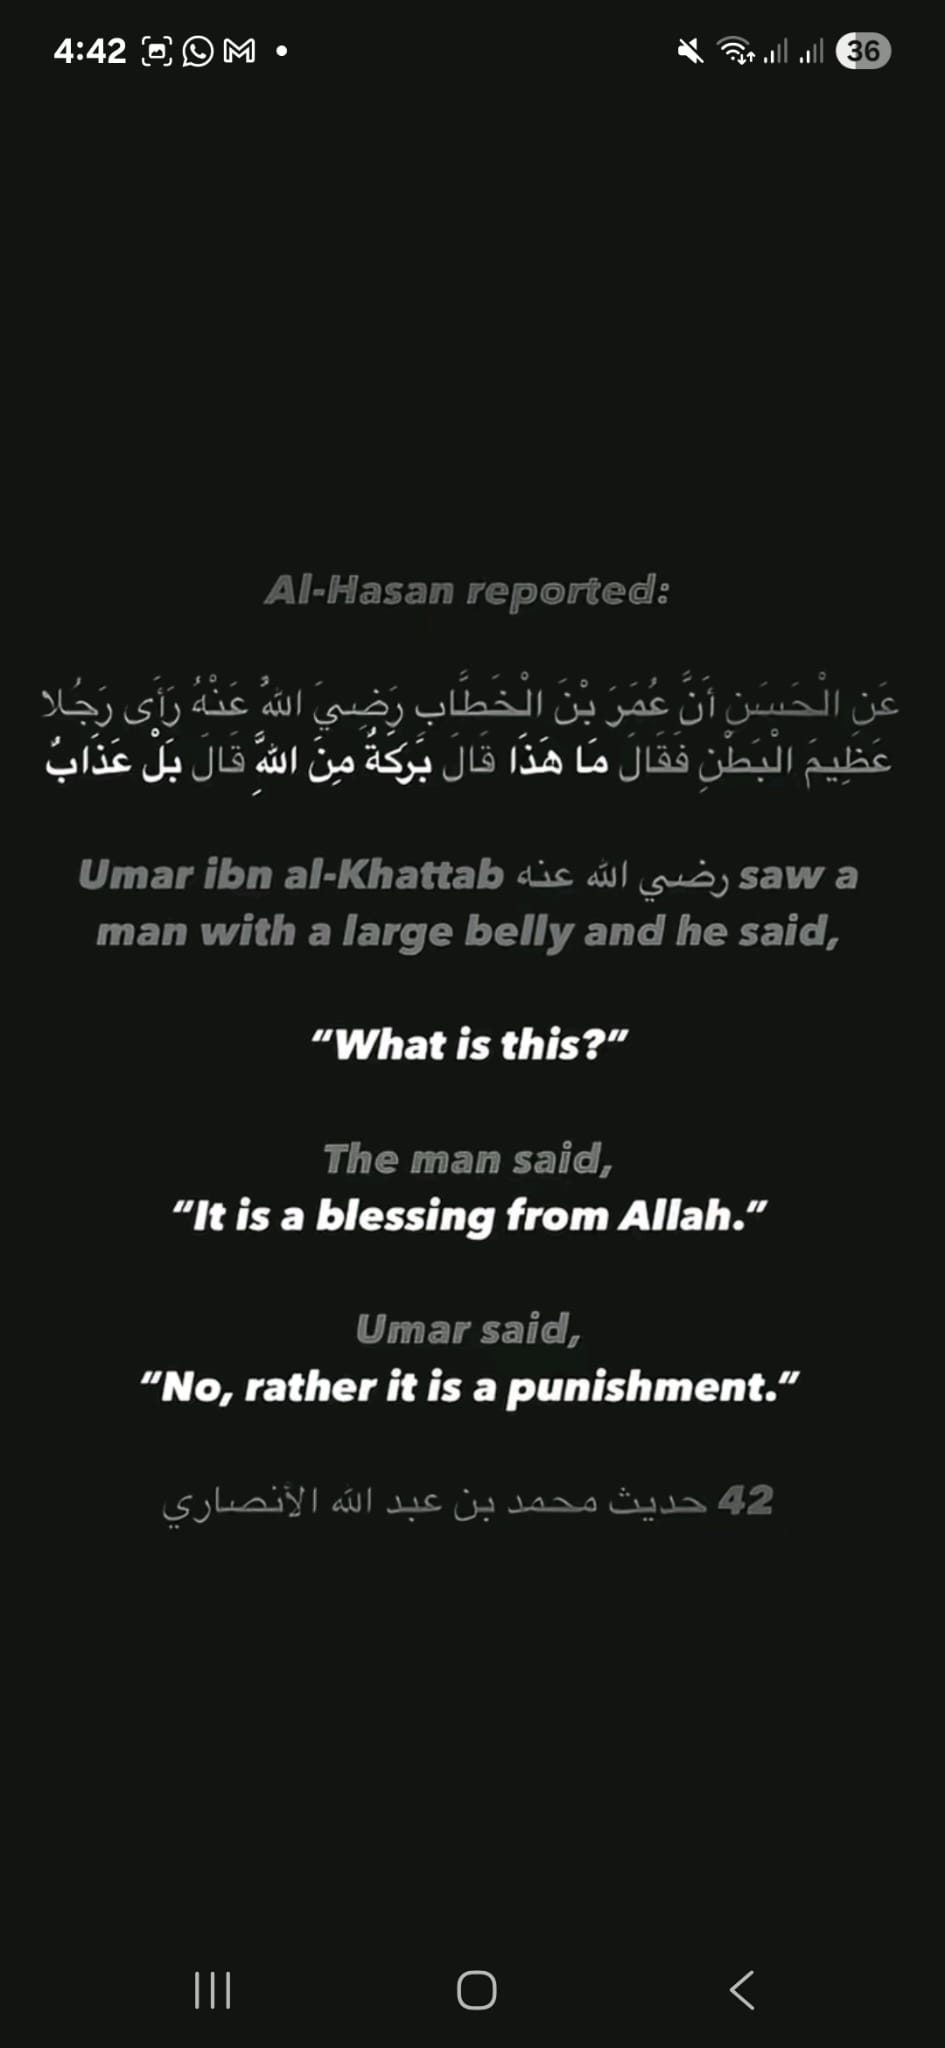 4:42
36
Al-Hasan reported:
عَنِ الْحَسَنِ أَنَّ عُمَرَ بْنَ الْخَطَّابِ رَضِيَ اللهُ عَنْهُ رَأَى رَجُلا
عَظِيمَ الْبَطْنِ فَقَالَ مَا هَذَا قَالَ بَرَكَةٌ مِنَ اللهِ قَالَ بَلْ عَذَابٌ
Umar ibn al-Khattab رضي الله عنه saw a
man with a large belly and he said,
“What is this?”
The man said,
“It is a blessing from Allah.”
Umar said,
“No, rather it is a punishment.”
42 حديث محمد بن عبد الله الأنصاري